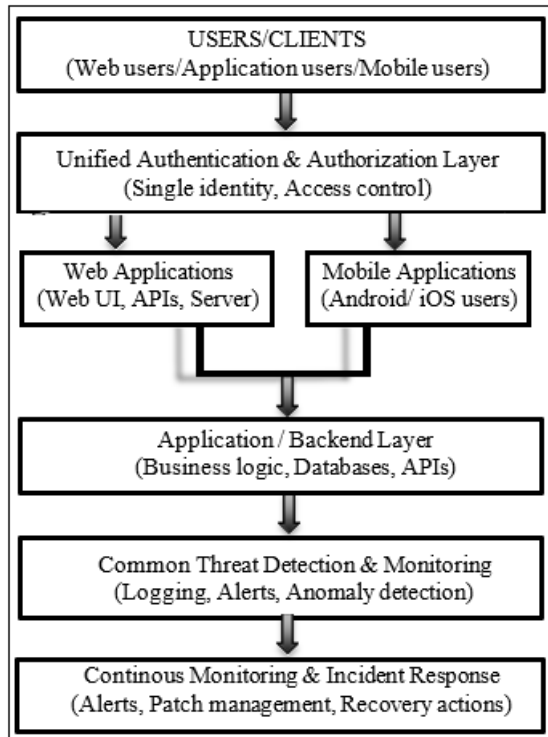 USERS/CLIENTS
(Web users/Application users/Mobile users)
Unified Authentication & Authorization Layer
(Single identity, Access control)
Web Applications
(Web UI, APIs, Server)
Mobile Applications
(Android/ iOS users)
Application / Backend Layer
(Business logic, Databases, APIs)
Common Threat Detection & Monitoring
(Logging, Alerts, Anomaly detection)
Continous Monitoring & Incident Response
(Alerts, Patch management, Recovery actions)